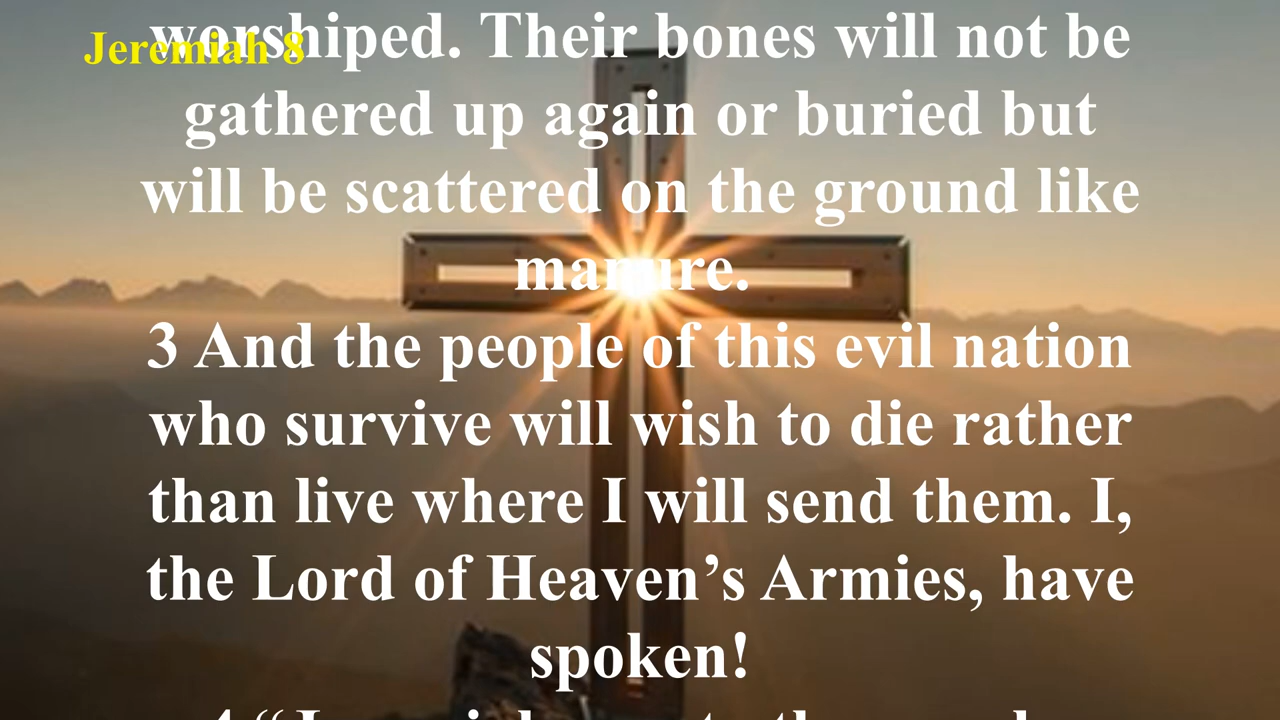 Jeremiah 8
worshiped. Their bones will not be
gathered up again or buried but
will be scattered on the ground like
manure.
3 And the people of this evil nation
who survive will wish to die rather
than live where I will send them. I,
the Lord of Heaven’s Armies, have
spoken!